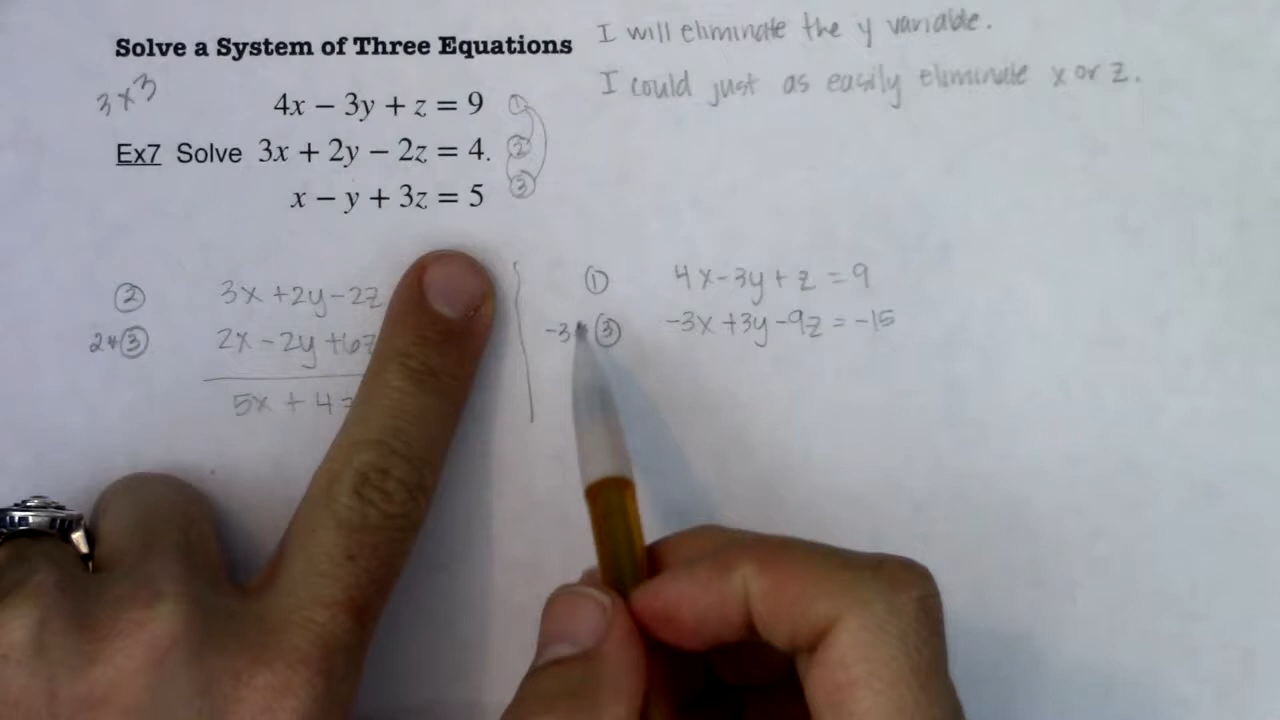 Solve a System of Three Equations
I will eliminate the y variable.
I could just as easily eliminate x or z.
3x3
4x − 3y + z = 9 ①
Ex7 Solve 3x + 2y − 2z = 4. ②
x − y + 3z = 5 ③
② 3x+2y-2z
2*③ 2x-2y+6z
5x + 4z
① 4x-3y+z=9
-3*③ -3x+3y-9z=-15